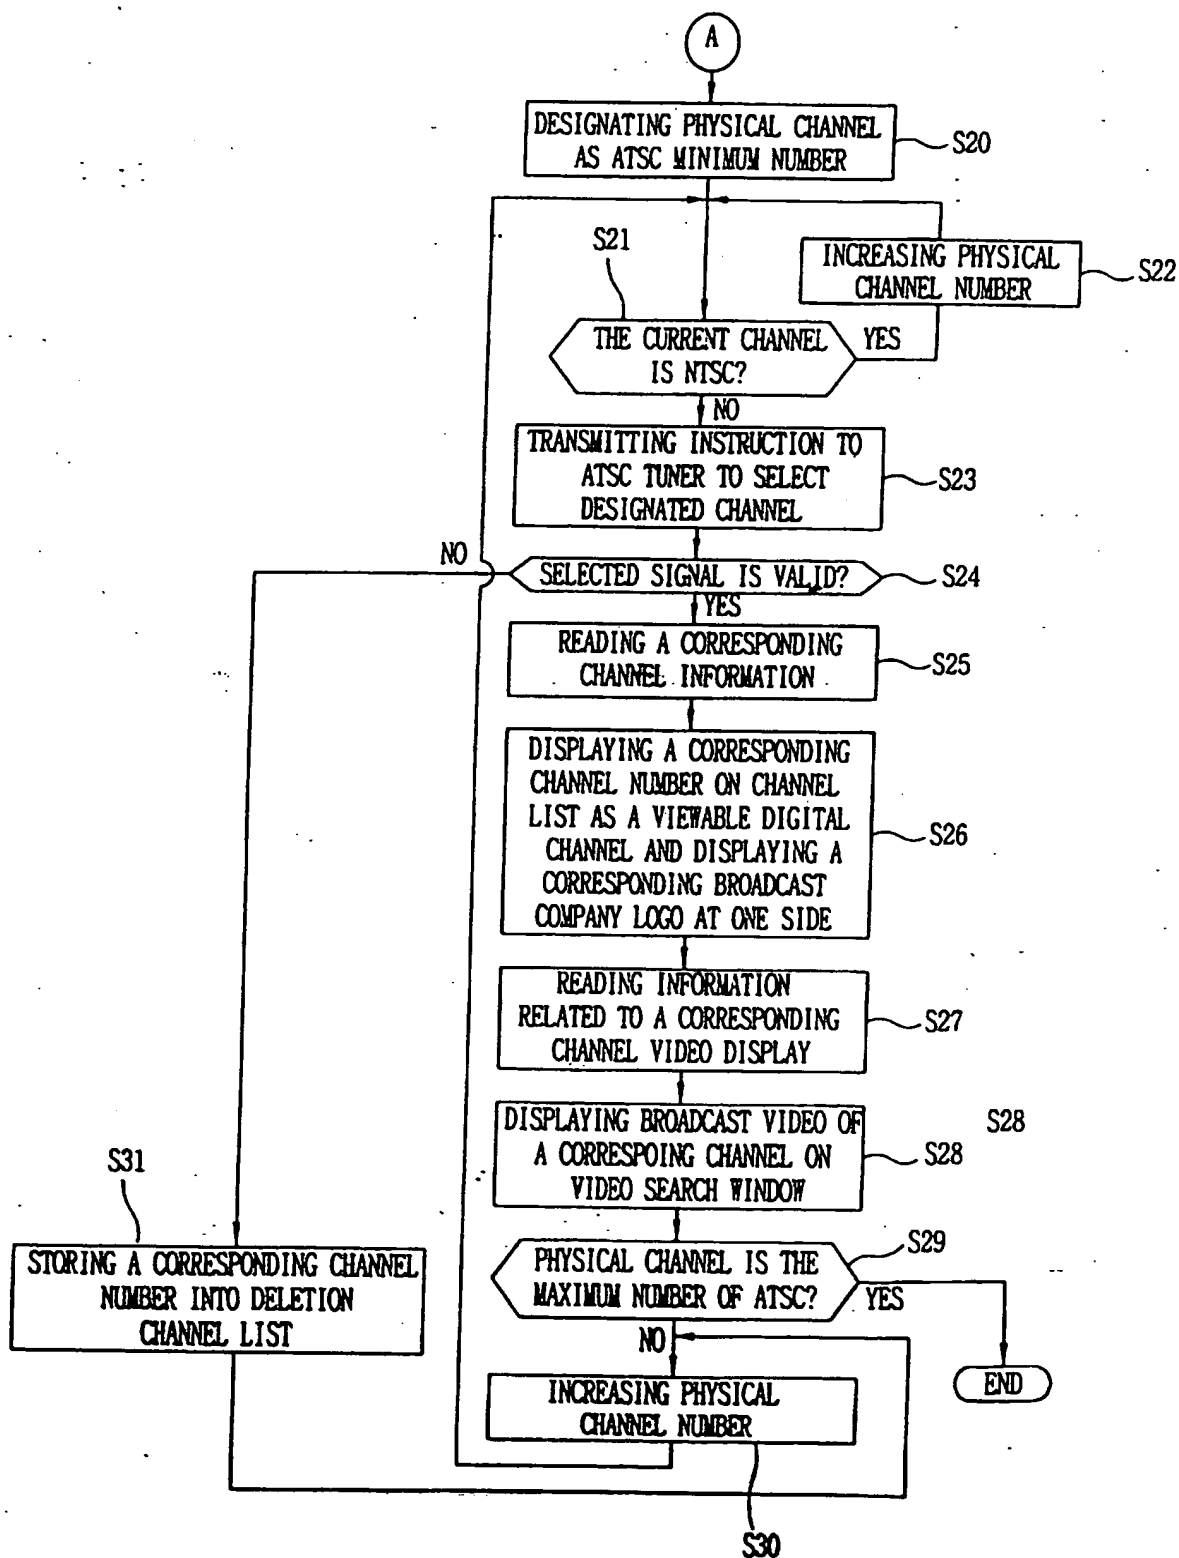 A
DESIGNATING PHYSICAL CHANNEL
AS ATSC MINIMUM NUMBER
S20
S21
INCREASING PHYSICAL
CHANNEL NUMBER
S22
THE CURRENT CHANNEL
IS NTSC?
YES
NO
TRANSMITTING INSTRUCTION TO
ATSC TUNER TO SELECT
DESIGNATED CHANNEL
S23
NO
SELECTED SIGNAL IS VALID?
S24
YES
READING A CORRESPONDING
CHANNEL INFORMATION
S25
DISPLAYING A CORRESPONDING
CHANNEL NUMBER ON CHANNEL
LIST AS A VIEWABLE DIGITAL
CHANNEL AND DISPLAYING A
CORRESPONDING BROADCAST
COMPANY LOGO AT ONE SIDE
S26
READING INFORMATION
RELATED TO A CORRESPONDING
CHANNEL VIDEO DISPLAY
S27
DISPLAYING BROADCAST VIDEO OF
A CORRESPOING CHANNEL ON
VIDEO SEARCH WINDOW
S28
S28
S31
STORING A CORRESPONDING CHANNEL
NUMBER INTO DELETION
CHANNEL LIST
PHYSICAL CHANNEL IS THE
MAXIMUM NUMBER OF ATSC?
S29
YES
NO
END
INCREASING PHYSICAL
CHANNEL NUMBER
S30